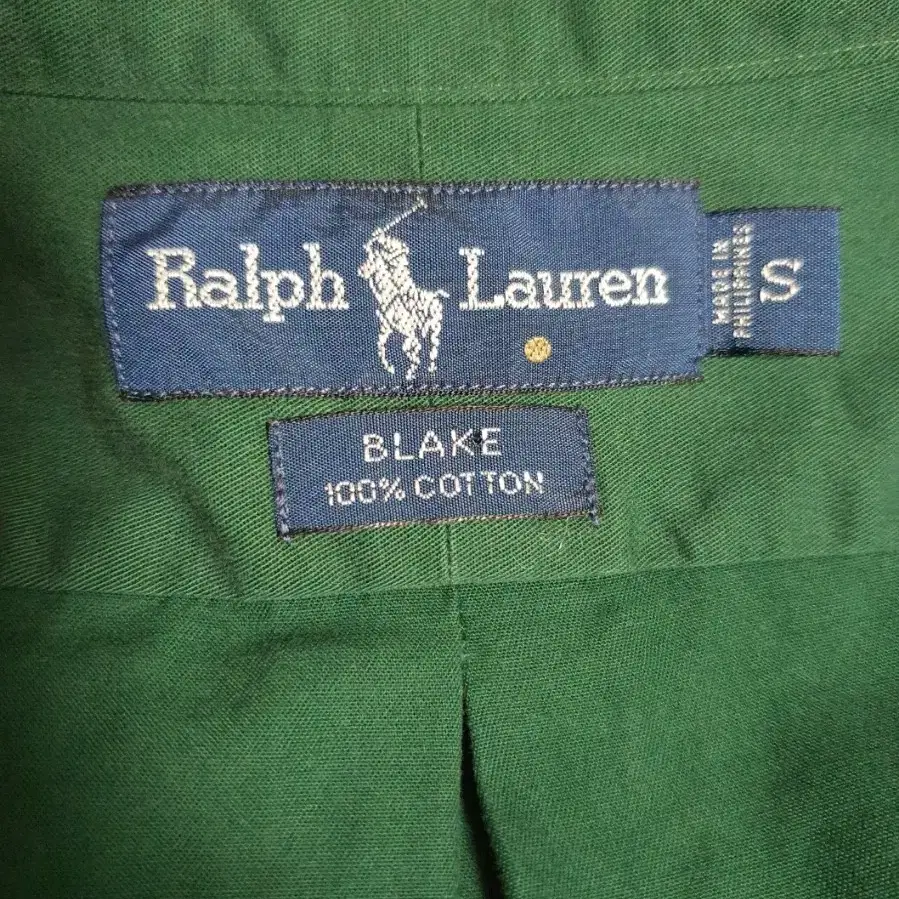 Ralph Lauren
MADE IN
PHILIPPINES
S
BLAKE
100% COTTON